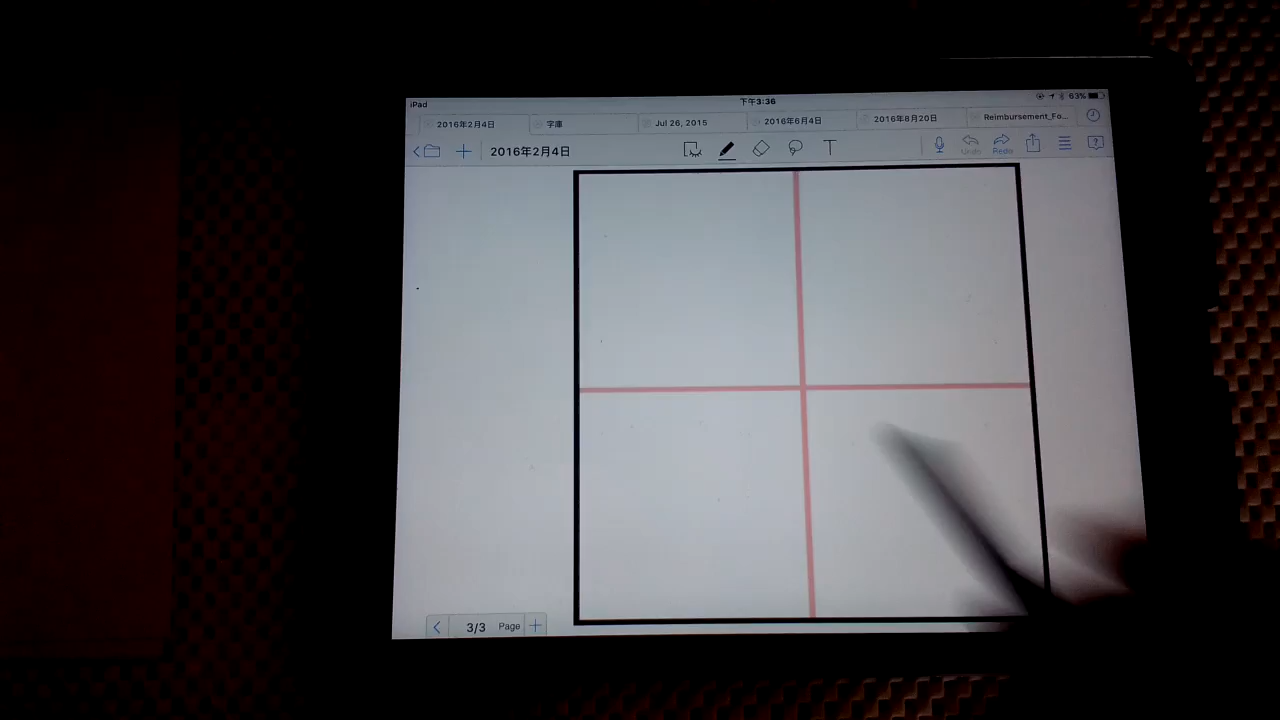 iPad 下午3:36 63%
2016年2月4日 字庫 Jul 26, 2015 2016年6月4日 2016年8月20日 Reimbursement_Fo...
2016年2月4日 T Undo Redo ?
3/3 Page